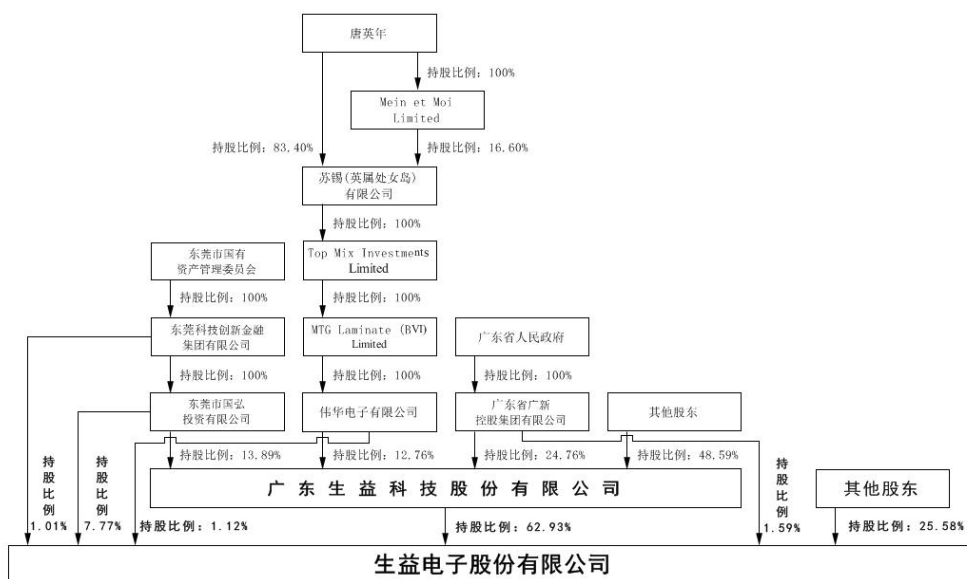 唐英年
持股比例：100%
Mein et Moi
Limited
持股比例：83.40%
持股比例：16.60%
苏锡(英属处女岛)
有限公司
持股比例：100%
东莞市国有
资产管理委员会
Top Mix Investments
Limited
持股比例：100%
持股比例：100%
东莞科技创新金融
集团有限公司
MTG Laminate (BVI)
Limited
广东省人民政府
持股比例：100%
持股比例：100%
持股比例：100%
东莞市国弘
投资有限公司
伟华电子有限公司
广东省广新
控股集团有限公司
其他股东
持股比例：13.89%
持股比例：12.76%
持股比例：24.76%
持股比例：48.59%
广东生益科技股份有限公司
其他股东
持股比例
1.01%
持股比例
7.77%
持股比例：1.12%
持股比例：62.93%
持股比例
1.59%
持股比例：25.58%
生益电子股份有限公司